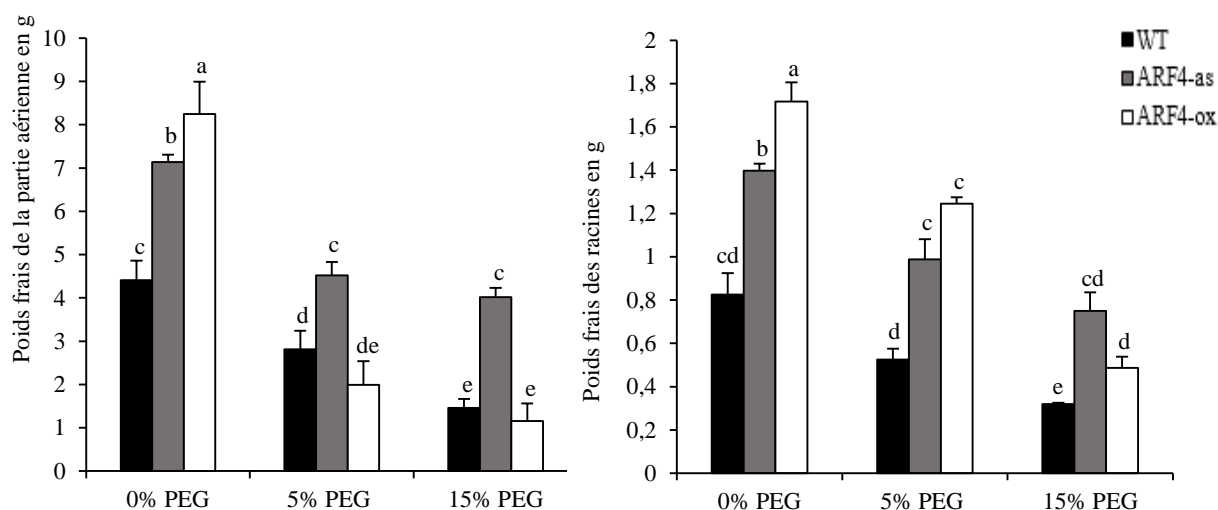 Poids frais de la partie aérienne en g
10
9
8
7
6
5
4
3
2
1
0
c
b
a
d
c
de
e
c
e
0% PEG
5% PEG
15% PEG
Poids frais des racines en g
2
1,8
1,6
1,4
1,2
1
0,8
0,6
0,4
0,2
0
cd
b
a
d
c
c
e
cd
d
0% PEG
5% PEG
15% PEG
WT
ARF4-as
ARF4-ox